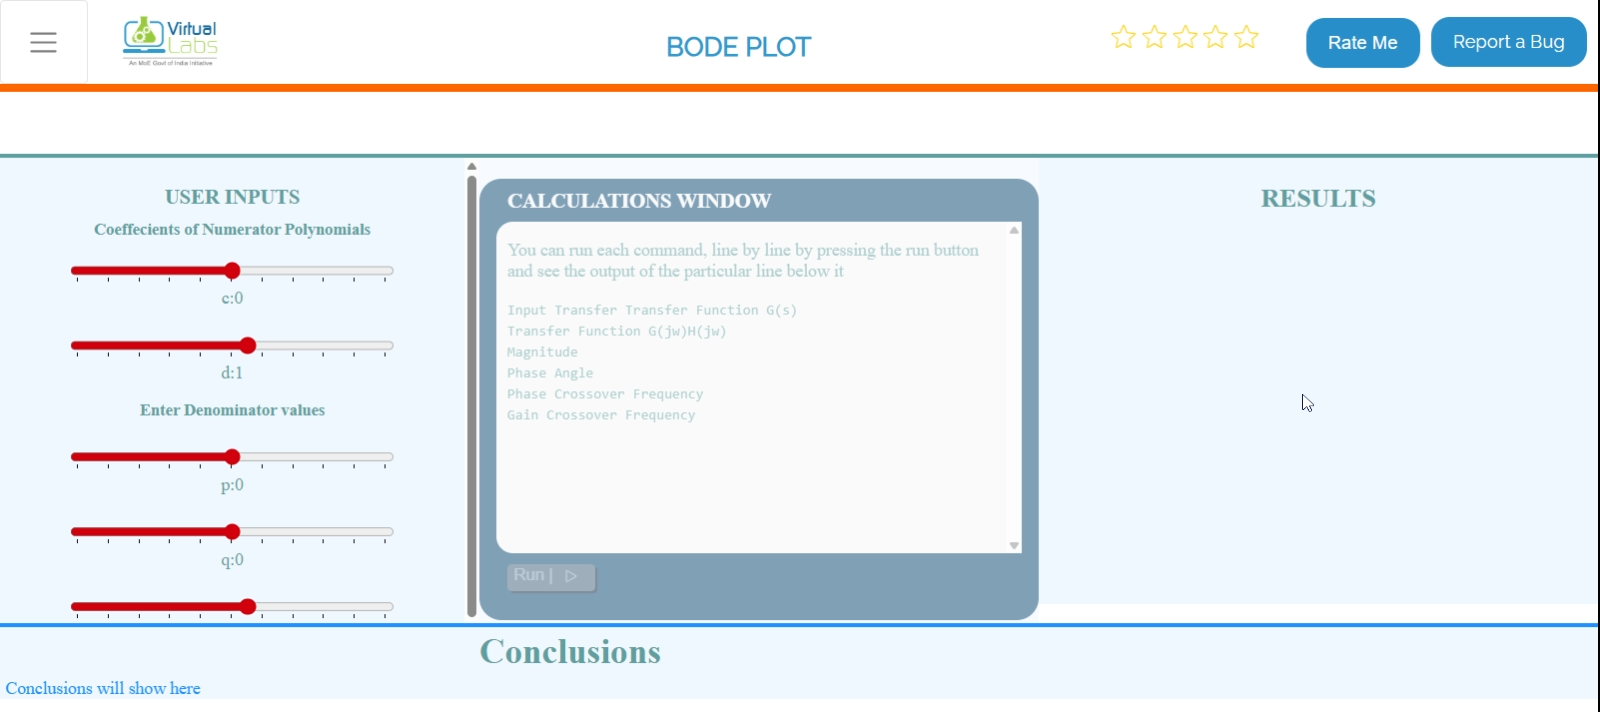 Virtual
Labs
An MoE Govt of India Initiative
BODE PLOT
Rate Me
Report a Bug
USER INPUTS
Coeffecients of Numerator Polynomials
c:0
d:1
Enter Denominator values
p:0
q:0
CALCULATIONS WINDOW
You can run each command, line by line by pressing the run button
and see the output of the particular line below it
Input Transfer Transfer Function G(s)
Transfer Function G(jw)H(jw)
Magnitude
Phase Angle
Phase Crossover Frequency
Gain Crossover Frequency
Run |
RESULTS
Conclusions
Conclusions will show here